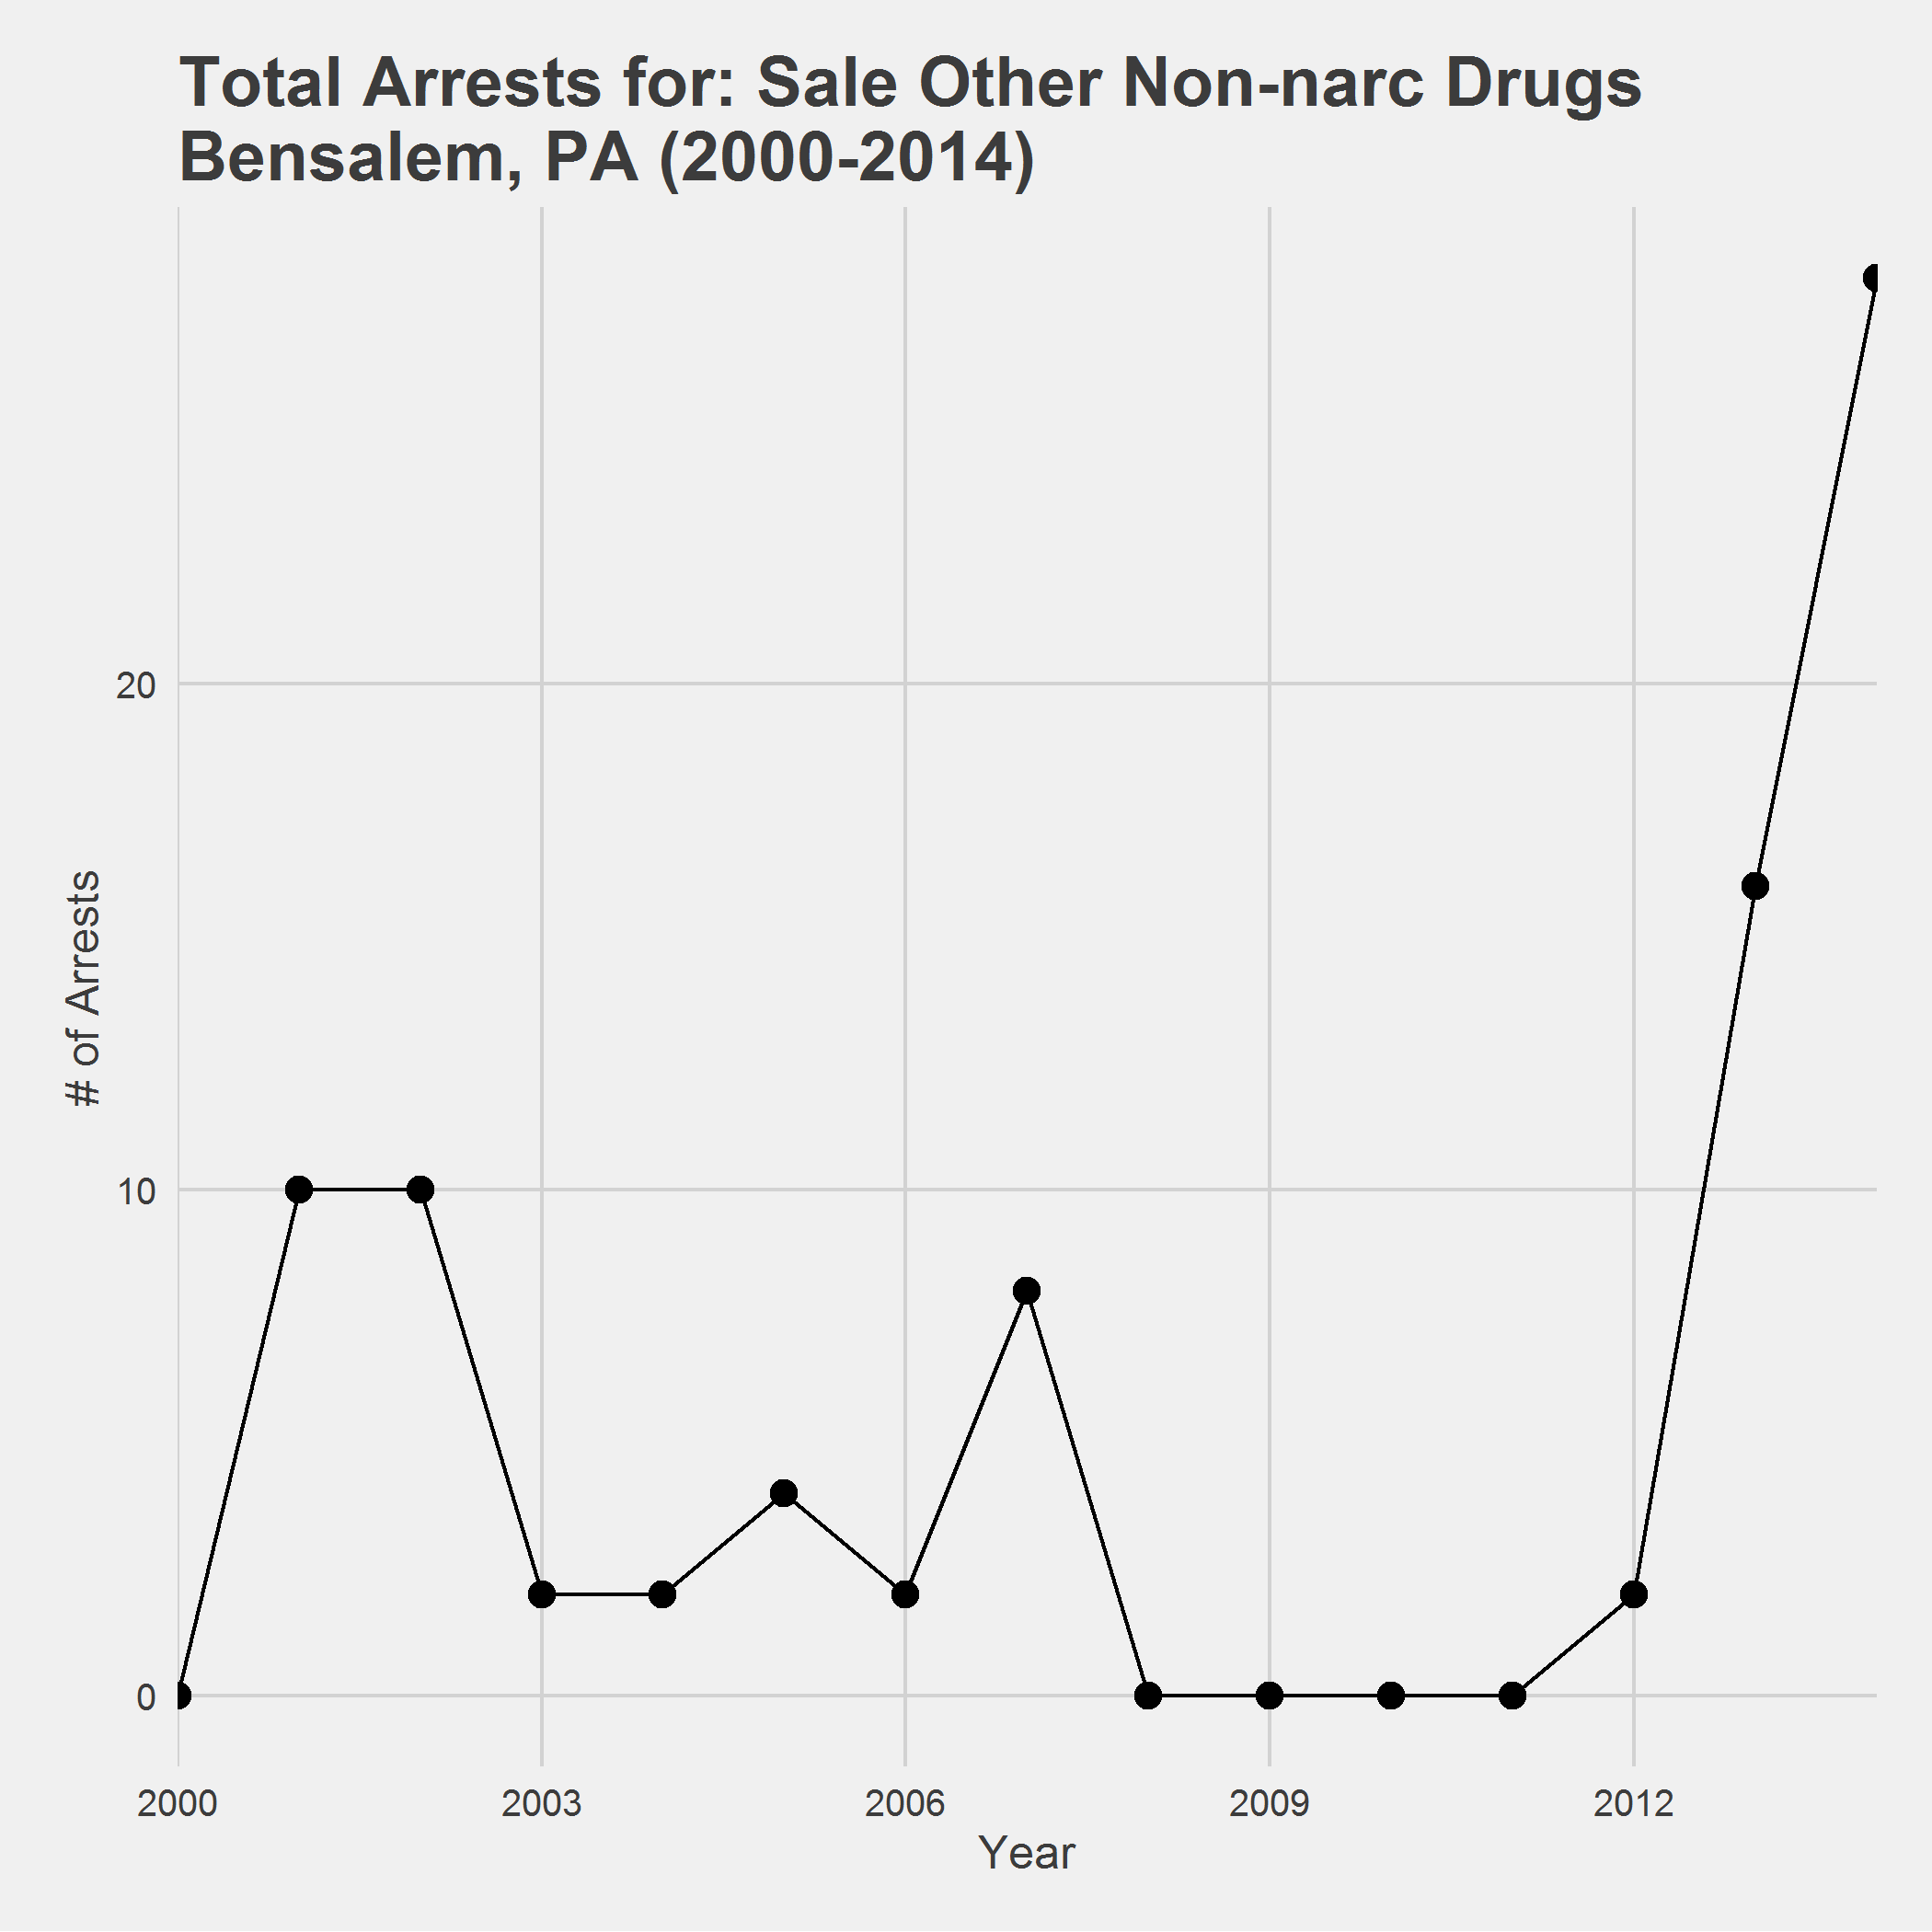 Total Arrests for: Sale Other Non-narc Drugs
Bensalem, PA (2000-2014)
20
10
0
# of Arrests
2000 2003 2006 2009 2012
Year